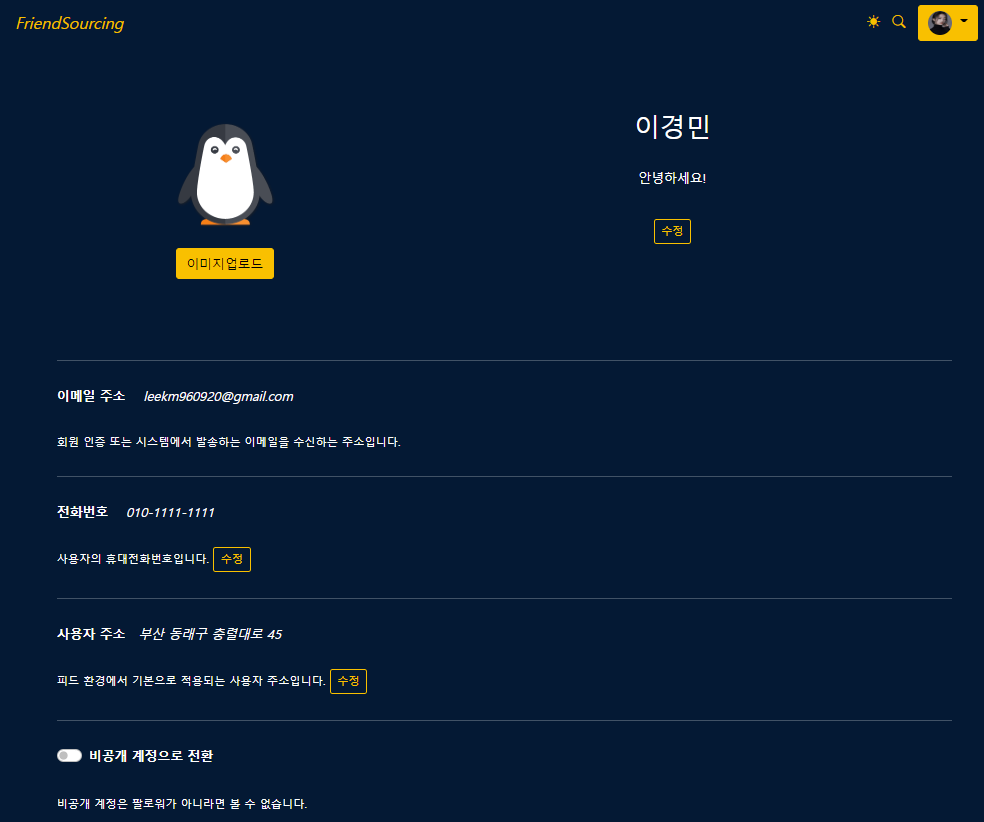 FriendSourcing
이경민
안녕하세요!
수정
이미지업로드
이메일 주소 leekm960920@gmail.com
회원 인증 또는 시스템에서 발송하는 이메일을 수신하는 주소입니다.
전화번호 010-1111-1111
사용자의 휴대전화번호입니다. 수정
사용자 주소 부산 동래구 충렬대로 45
피드 환경에서 기본으로 적용되는 사용자 주소입니다. 수정
비공개 계정으로 전환
비공개 계정은 팔로워가 아니라면 볼 수 없습니다.